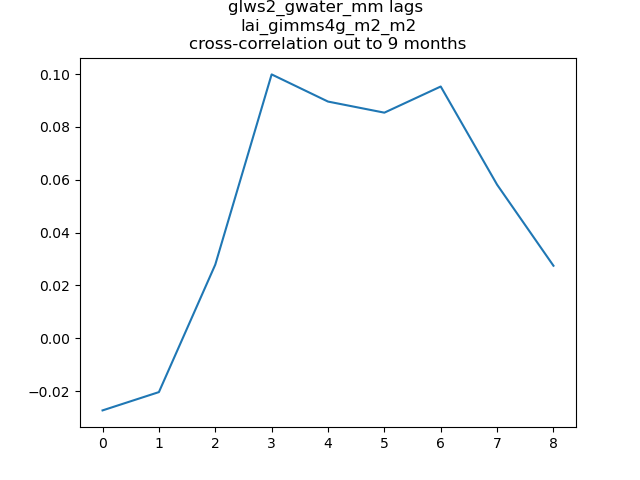 glws2_gwater_mm lags
lai_gimms4g_m2_m2
cross-correlation out to 9 months
0.10
0.08
0.06
0.04
0.02
0.00
−0.02
0 1 2 3 4 5 6 7 8